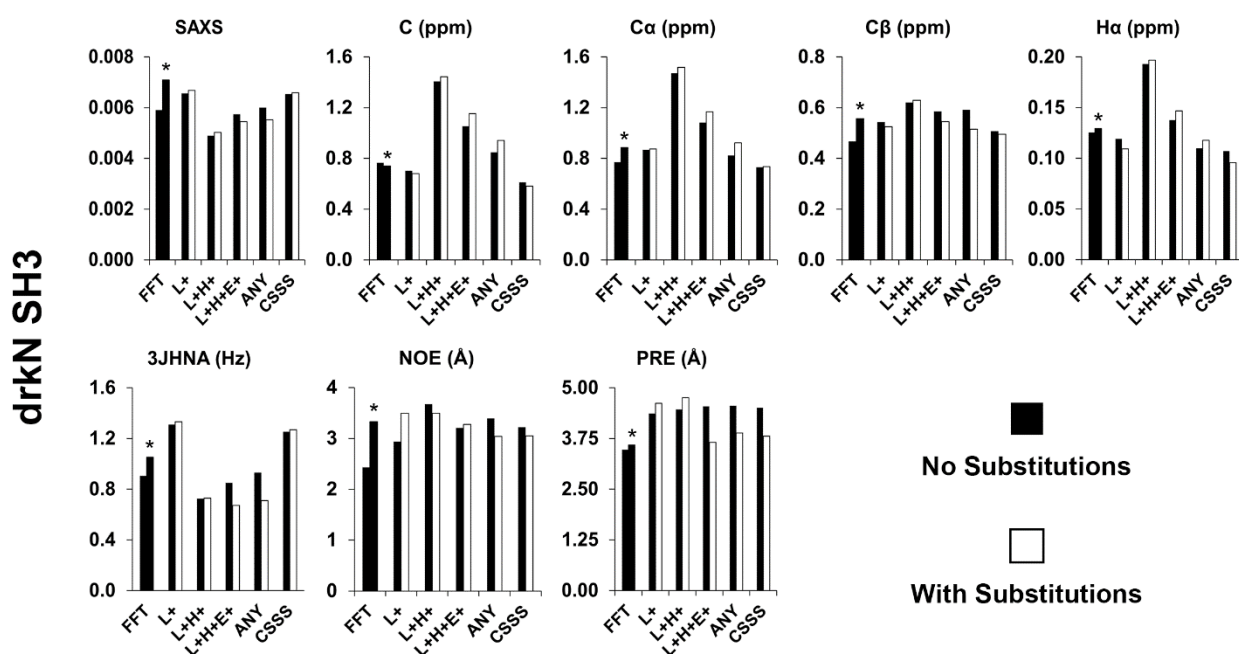 drkN SH3
SAXS
0.008
0.006
0.004
0.002
0.000
*
FFT
L+
L+H+
L+H+E+
ANY
CSSS
C (ppm)
1.6
1.2
0.8
0.4
0.0
*
FFT
L+
L+H+
L+H+E+
ANY
CSSS
Cα (ppm)
1.6
1.2
0.8
0.4
0.0
*
FFT
L+
L+H+
L+H+E+
ANY
CSSS
Cβ (ppm)
0.8
0.6
0.4
0.2
0.0
*
FFT
L+
L+H+
L+H+E+
ANY
CSSS
Hα (ppm)
0.20
0.15
0.10
0.05
0.00
*
FFT
L+
L+H+
L+H+E+
ANY
CSSS
3JHNA (Hz)
1.6
1.2
0.8
0.4
0.0
*
FFT
L+
L+H+
L+H+E+
ANY
CSSS
NOE (Å)
4
3
2
1
0
*
FFT
L+
L+H+
L+H+E+
ANY
CSSS
PRE (Å)
5.00
3.75
2.50
1.25
0.00
*
FFT
L+
L+H+
L+H+E+
ANY
CSSS
No Substitutions
With Substitutions